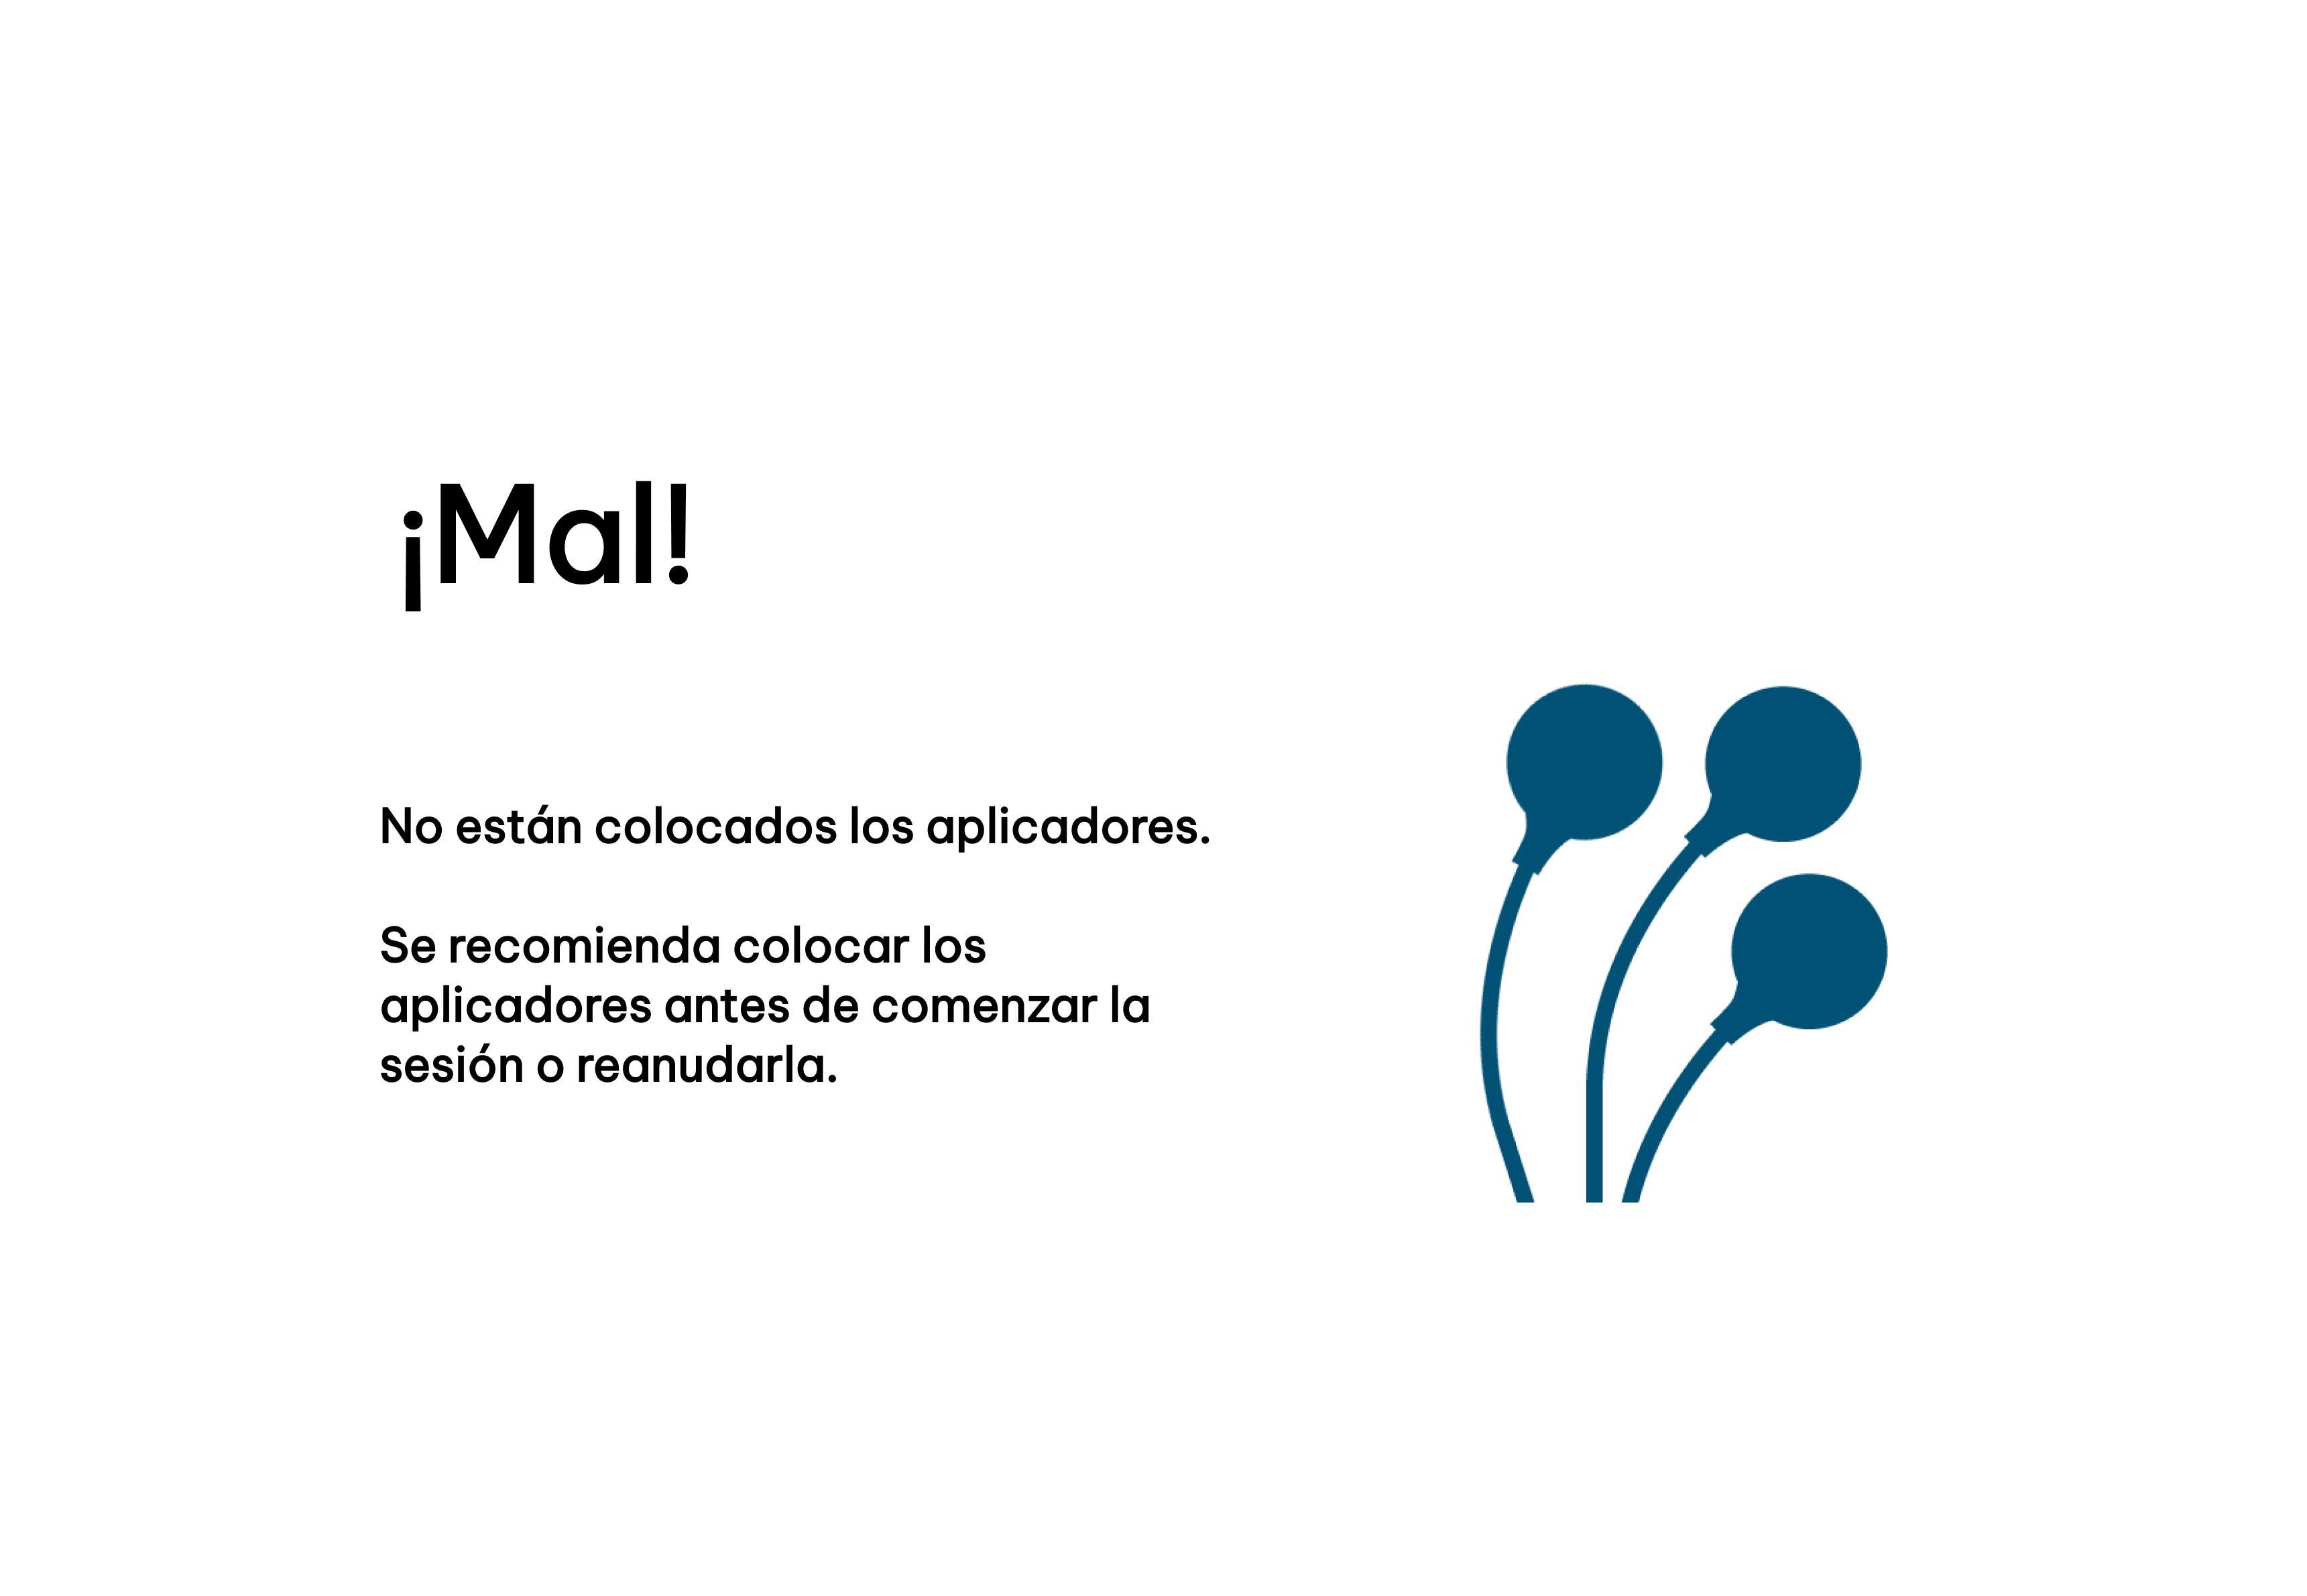 ¡Mal!
No están colocados los aplicadores.
Se recomienda colocar los
aplicadores antes de comenzar la
sesión o reanudarla.